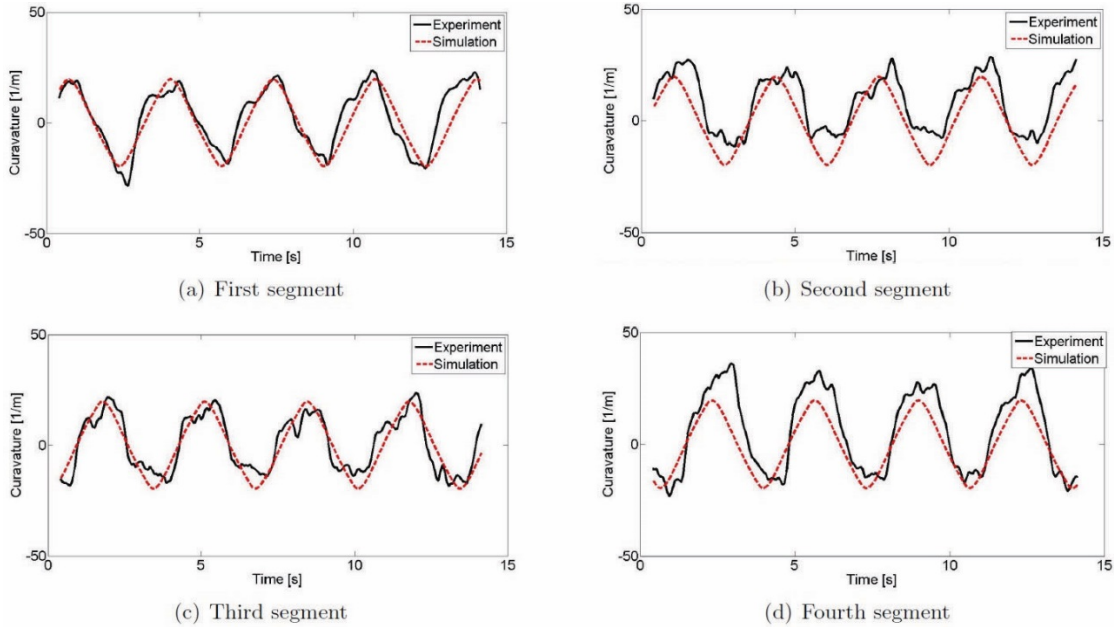 50
Experiment
Simulation
Curavature [1/m]
0
-50
0 5 10 15
Time [s]
(a) First segment
50
Experiment
Simulation
Curavature [1/m]
0
-50
0 5 10 15
Time [s]
(b) Second segment
50
Experiment
Simulation
Curavature [1/m]
0
-50
0 5 10 15
Time [s]
(c) Third segment
50
Experiment
Simulation
Curavature [1/m]
0
-50
0 5 10 15
Time [s]
(d) Fourth segment